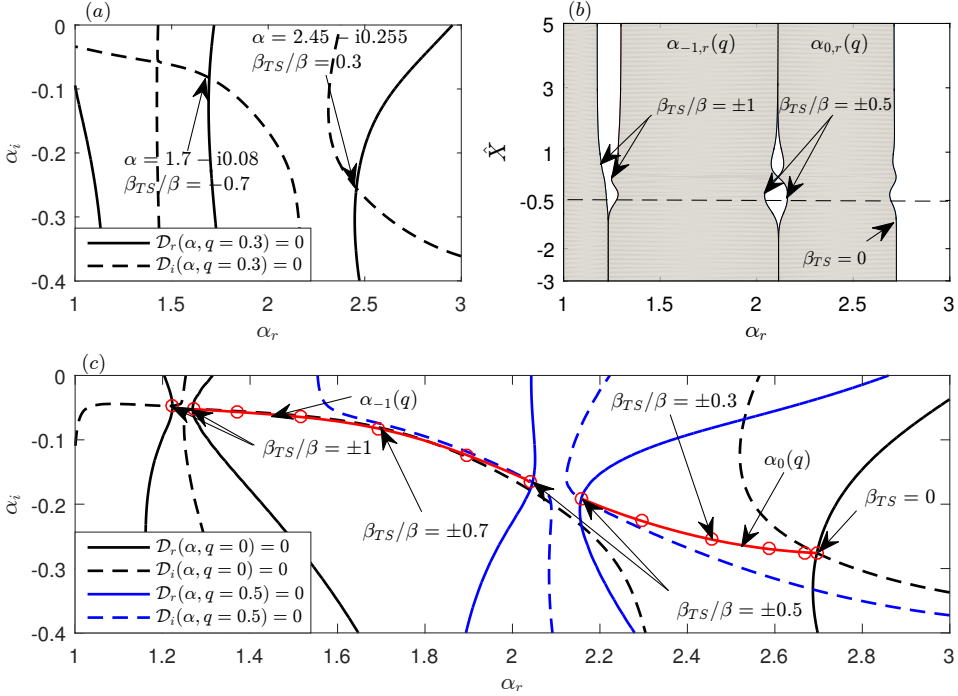 (a)
α = 2.45 − i0.255
β_TS/β = 0.3
α = 1.7 − i0.08
β_TS/β = −0.7
D_r(α, q = 0.3) = 0
D_i(α, q = 0.3) = 0
0
-0.1
-0.2
-0.3
-0.4
α_i
1
1.5
2
2.5
3
α_r
(b)
α_{−1,r}(q)
α_{0,r}(q)
β_TS/β = ±1
β_TS/β = ±0.5
β_TS = 0
5
3
1
-0.5
-2
-3
X̂
1
1.5
2
2.5
3
α_r
(c)
α_{−1}(q)
β_TS/β = ±0.3
α_0(q)
β_TS/β = ±1
β_TS = 0
β_TS/β = ±0.7
β_TS/β = ±0.5
D_r(α, q = 0) = 0
D_i(α, q = 0) = 0
D_r(α, q = 0.5) = 0
D_i(α, q = 0.5) = 0
0
-0.1
-0.2
-0.3
-0.4
α_i
1
1.2
1.4
1.6
1.8
2
2.2
2.4
2.6
2.8
3
α_r